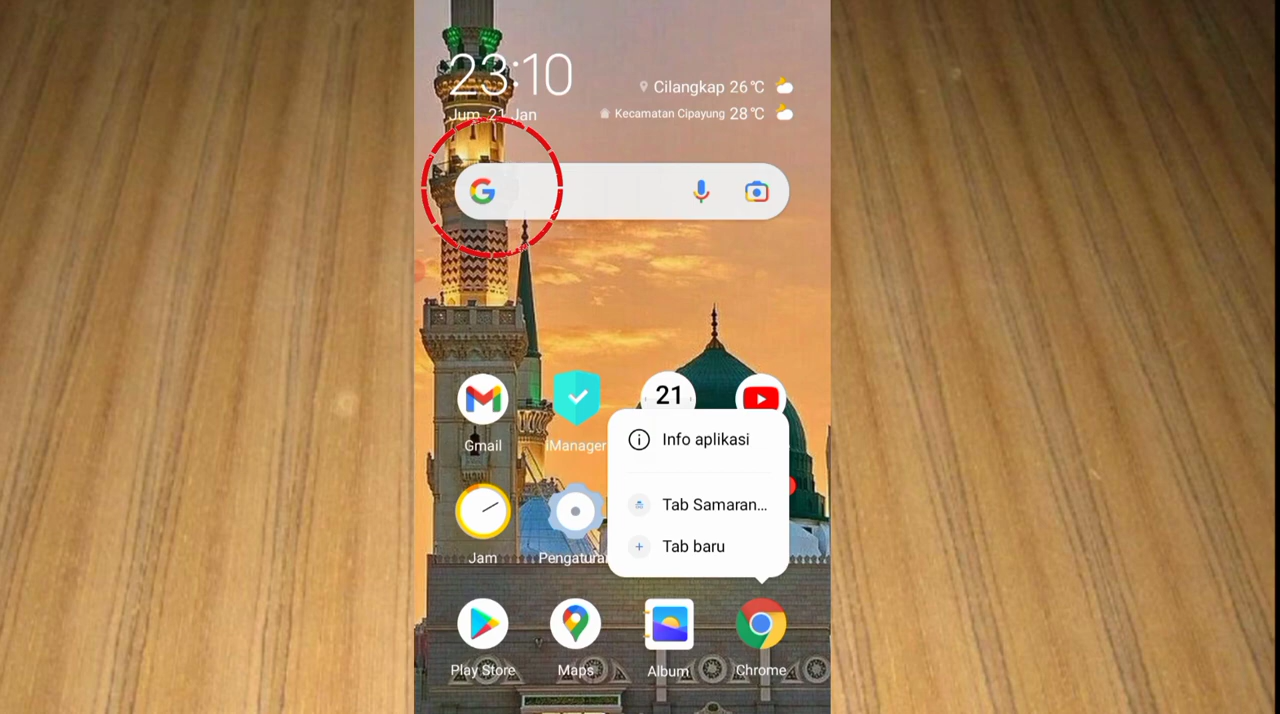 23:10
Cilangkap 26°C
Jum, 21 Jan
Kecamatan Cipayung 28°C
G
21
Gmail
iManager
Info aplikasi
Tab Samaran...
Tab baru
Jam
Pengatura
Play Store
Maps
Album
Chrome